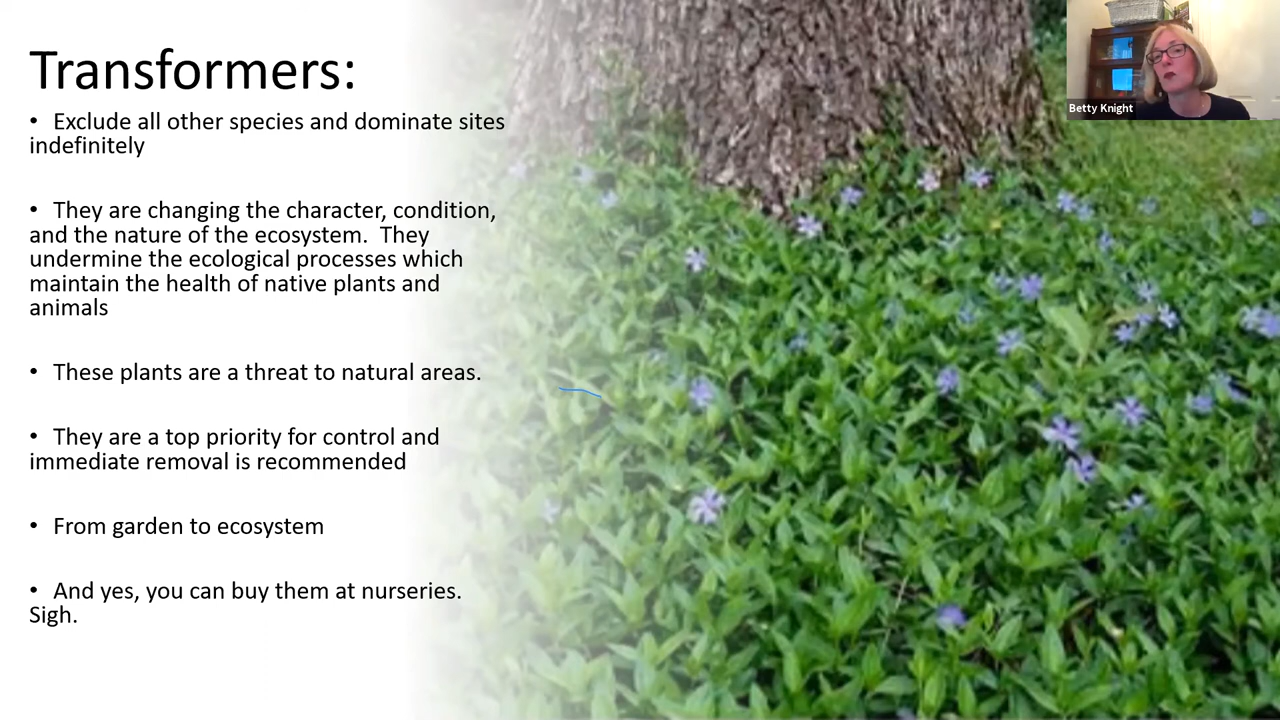 Transformers:
• Exclude all other species and dominate sites
indefinitely
• They are changing the character, condition,
and the nature of the ecosystem.  They
undermine the ecological processes which
maintain the health of native plants and
animals
• These plants are a threat to natural areas.
• They are a top priority for control and
immediate removal is recommended
• From garden to ecosystem
• And yes, you can buy them at nurseries.
Sigh.
Betty Knight